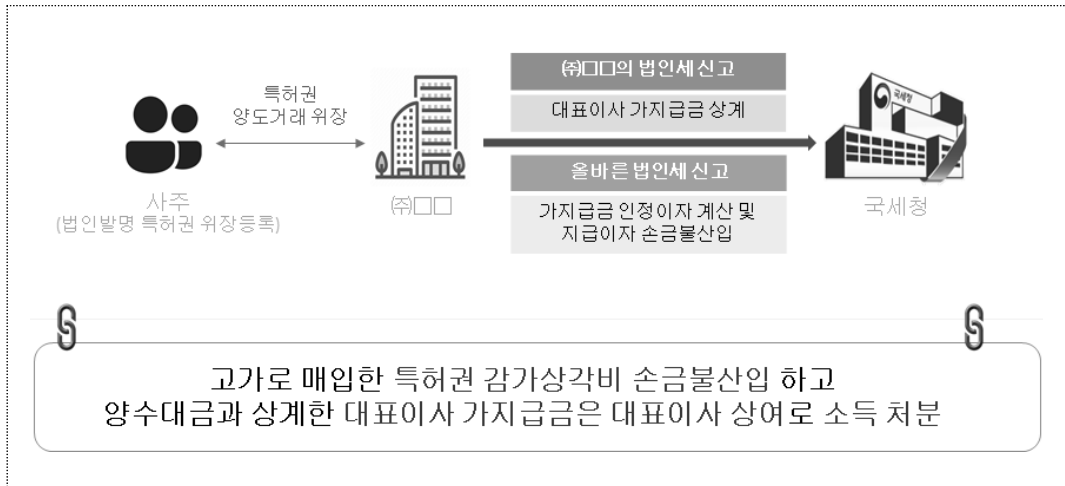 ㈜□□의 법인세 신고
대표이사 가지급금 상계
특허권
양도거래 위장
국세청
올바른 법인세 신고
가지급금 인정이자 계산 및
지급이자 손금불산입
사주
(법인발명 특허권 위장등록)
㈜□□
국세청
고가로 매입한 특허권 감가상각비 손금불산입 하고
양수대금과 상계한 대표이사 가지급금은 대표이사 상여로 소득 처분